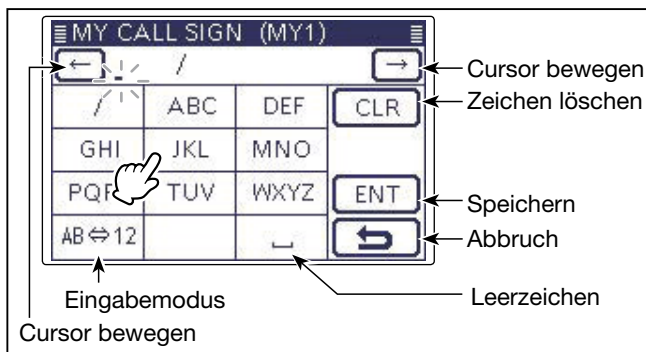 MY CALL SIGN (MY1)
← / →
Cursor bewegen
/ ABC DEF CLR
Zeichen löschen
GHI JKL MNO
TUV WXYZ ENT
Speichern
AB⇔12 ⎵
Abbruch
Eingabemodus
Leerzeichen
Cursor bewegen